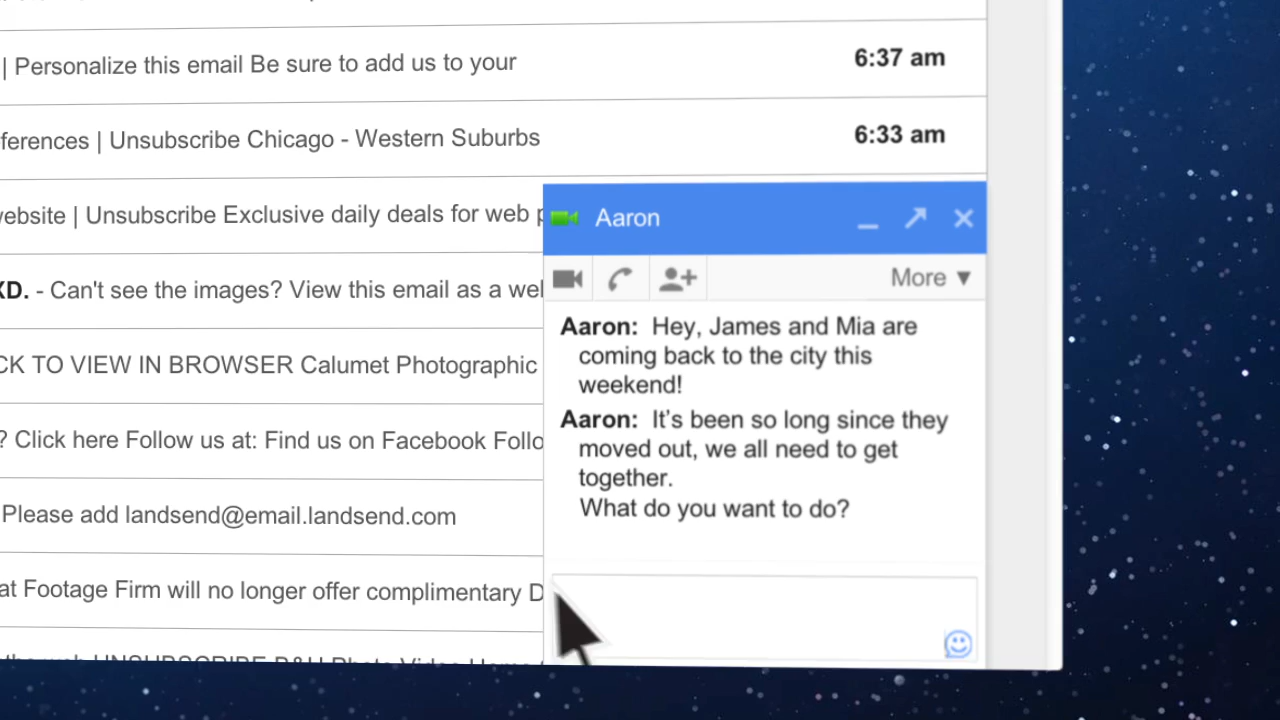 | Personalize this email Be sure to add us to your
6:37 am
ferences | Unsubscribe Chicago - Western Suburbs
6:33 am
website | Unsubscribe Exclusive daily deals for web p
Aaron
XD. - Can't see the images? View this email as a wel
More ▼
CK TO VIEW IN BROWSER Calumet Photographic
? Click here Follow us at: Find us on Facebook Follo
Please add landsend@email.landsend.com
at Footage Firm will no longer offer complimentary D
UNSUBSCRIBE B&H Photo Video
Aaron: Hey, James and Mia are
coming back to the city this
weekend!
Aaron: It's been so long since they
moved out, we all need to get
together.
What do you want to do?